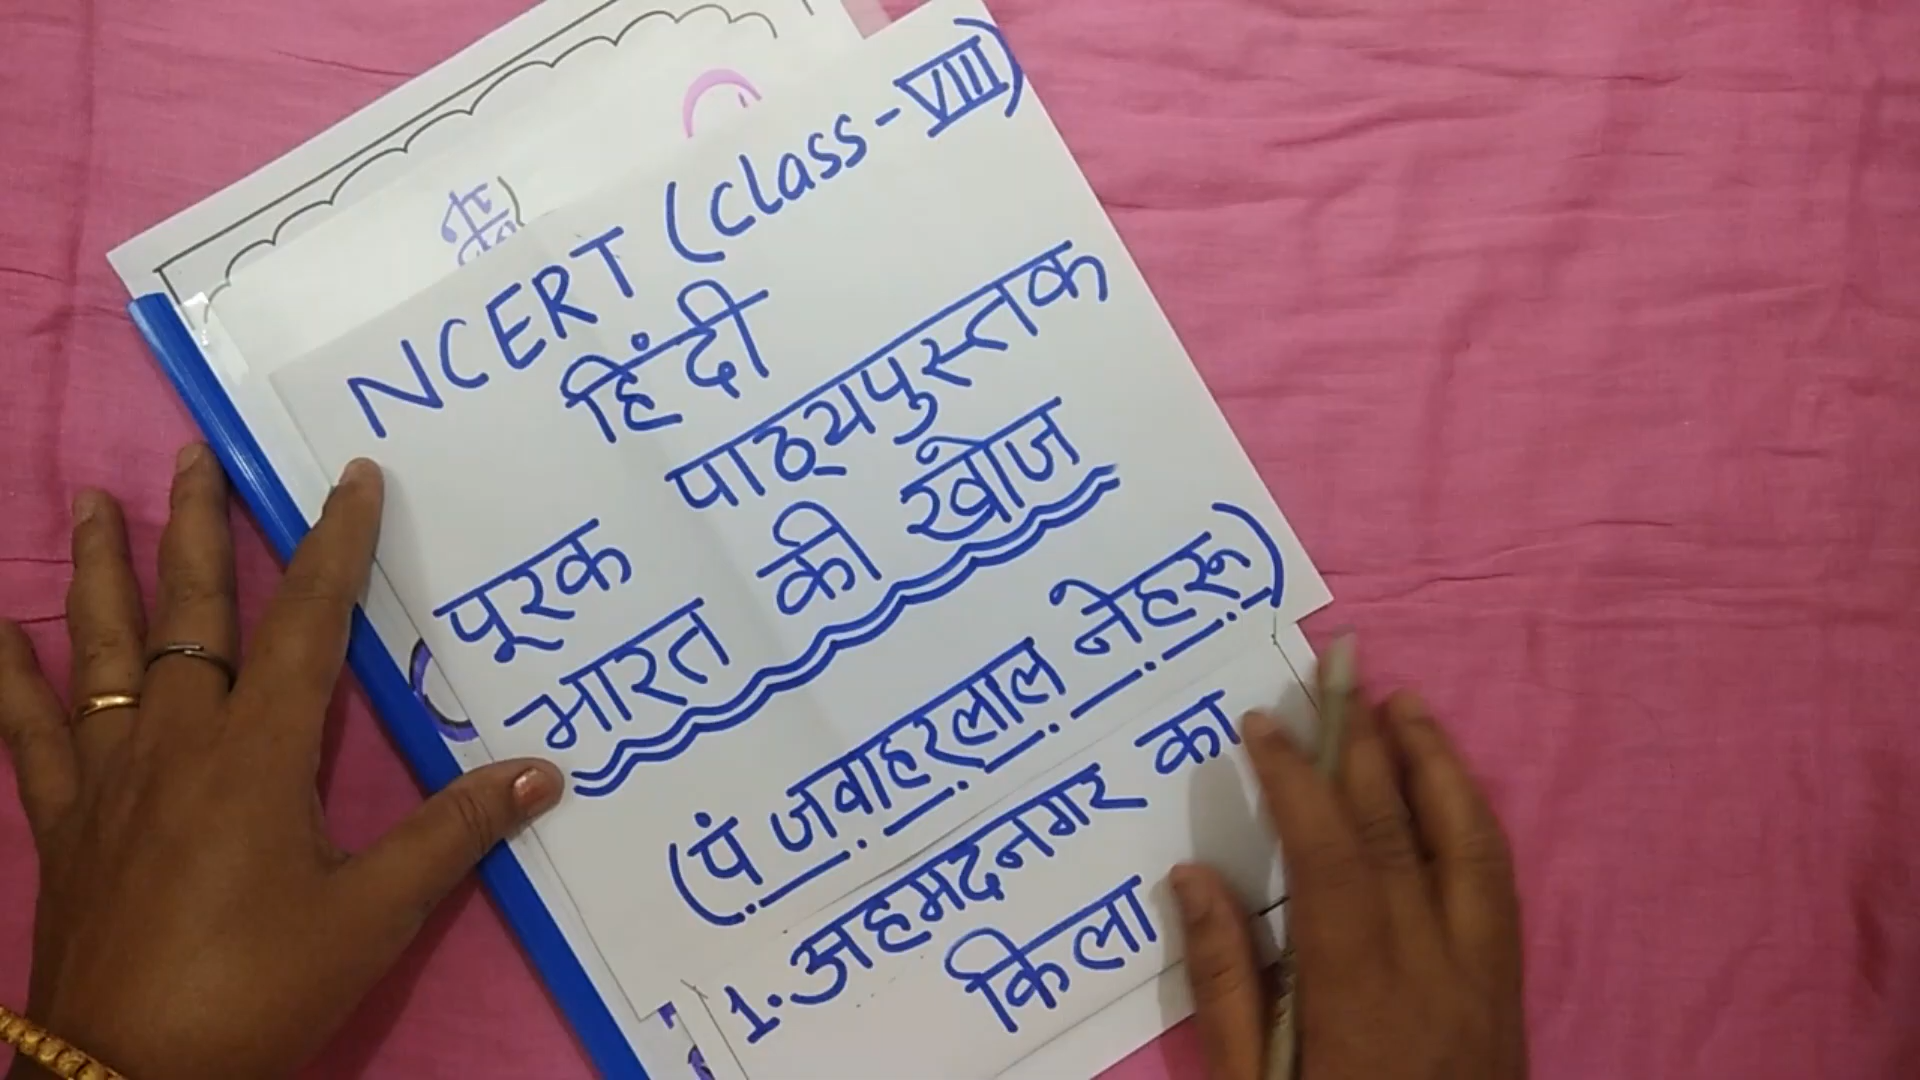 NCERT (Class-VIII)
हिंदी
पूरक पाठ्यपुस्तक
भारत की खोज
(पं जवाहरलाल नेहरू)
1. अहमदनगर का
किला